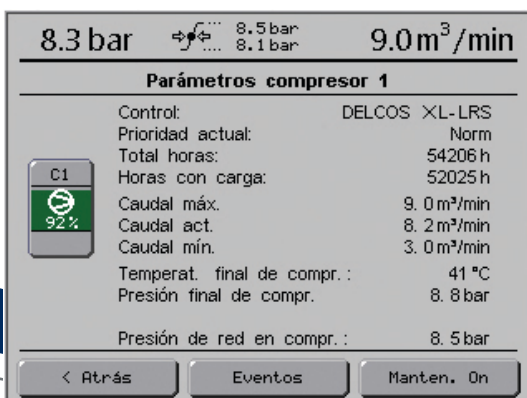 8.3 bar 8.5 bar 9.0 m³/min
8.1 bar
Parámetros compresor 1
Control: DELCOS XL-LRS
Prioridad actual: Norm
Total horas: 54206 h
C1 Horas con carga: 52025 h
Caudal máx. 9.0 m³/min
92% Caudal act. 8.2 m³/min
Caudal mín. 3.0 m³/min
Temperat. final de compr.: 41 °C
Presión final de compr. 8.8 bar
Presión de red en compr.: 8.5 bar
< Atrás Eventos Manten. On